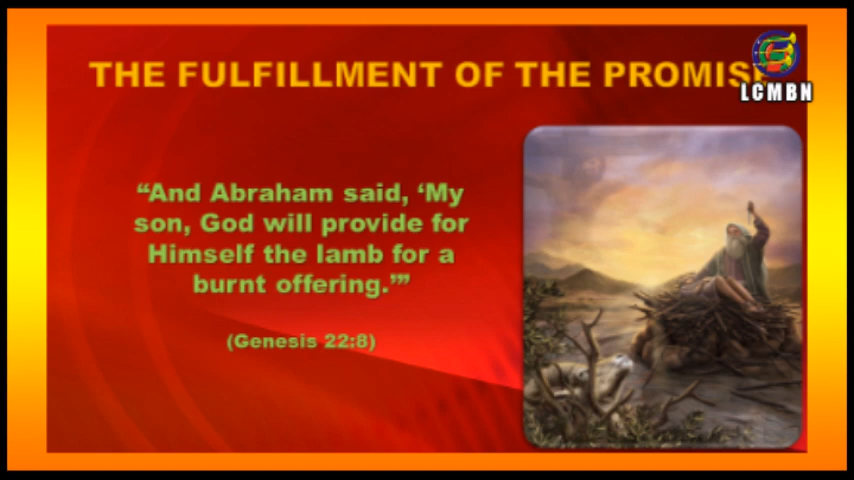 THE FULFILLMENT OF THE PROMISE
LCMBN
“And Abraham said, ‘My
son, God will provide for
Himself the lamb for a
burnt offering.’”
(Genesis 22:8)